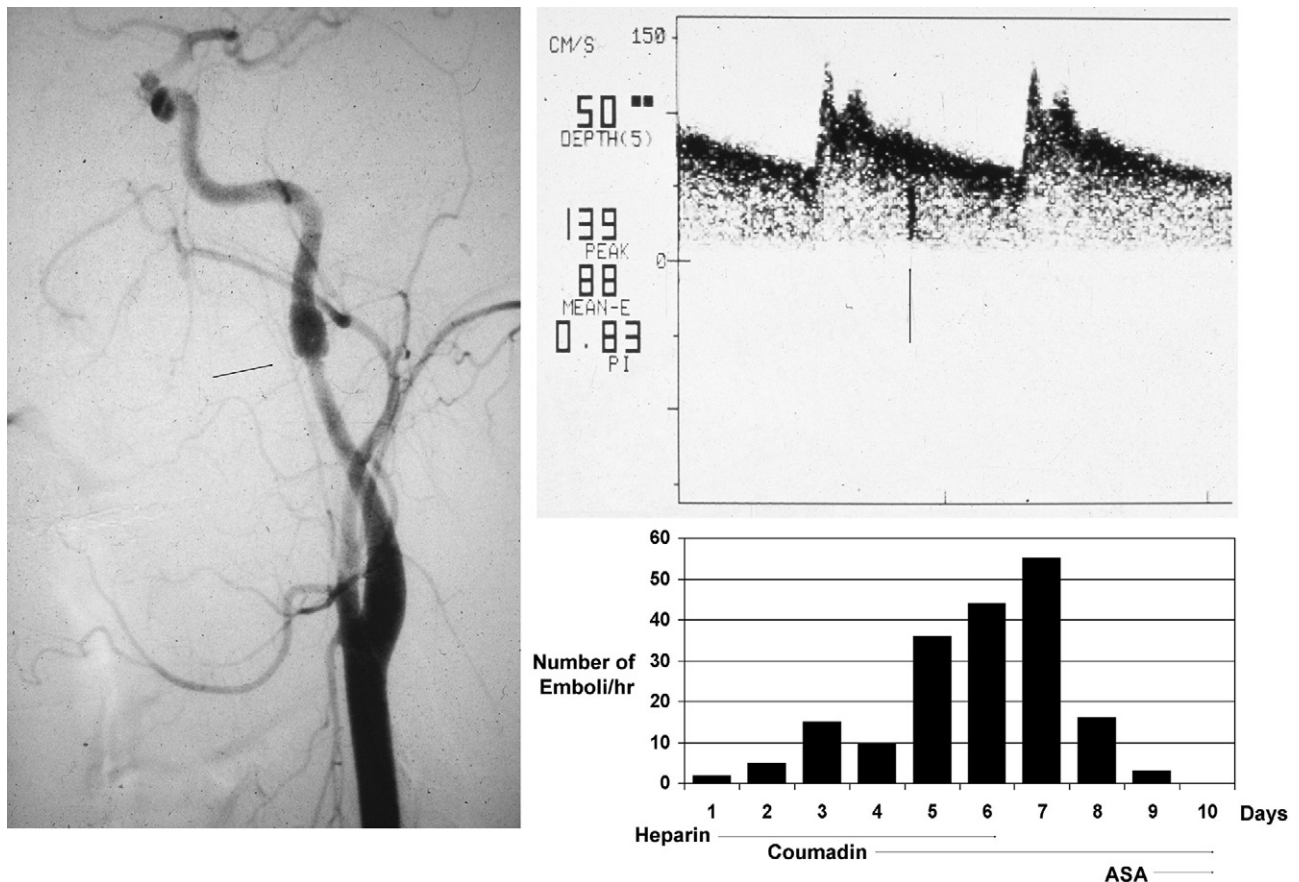 CM/S
150
50
DEPTH(5)
139
PEAK
88
MEAN-E
0.83
PI
0
60
50
40
30
20
10
0
Number of
Emboli/hr
1 2 3 4 5 6 7 8 9 10 Days
Heparin
Coumadin
ASA